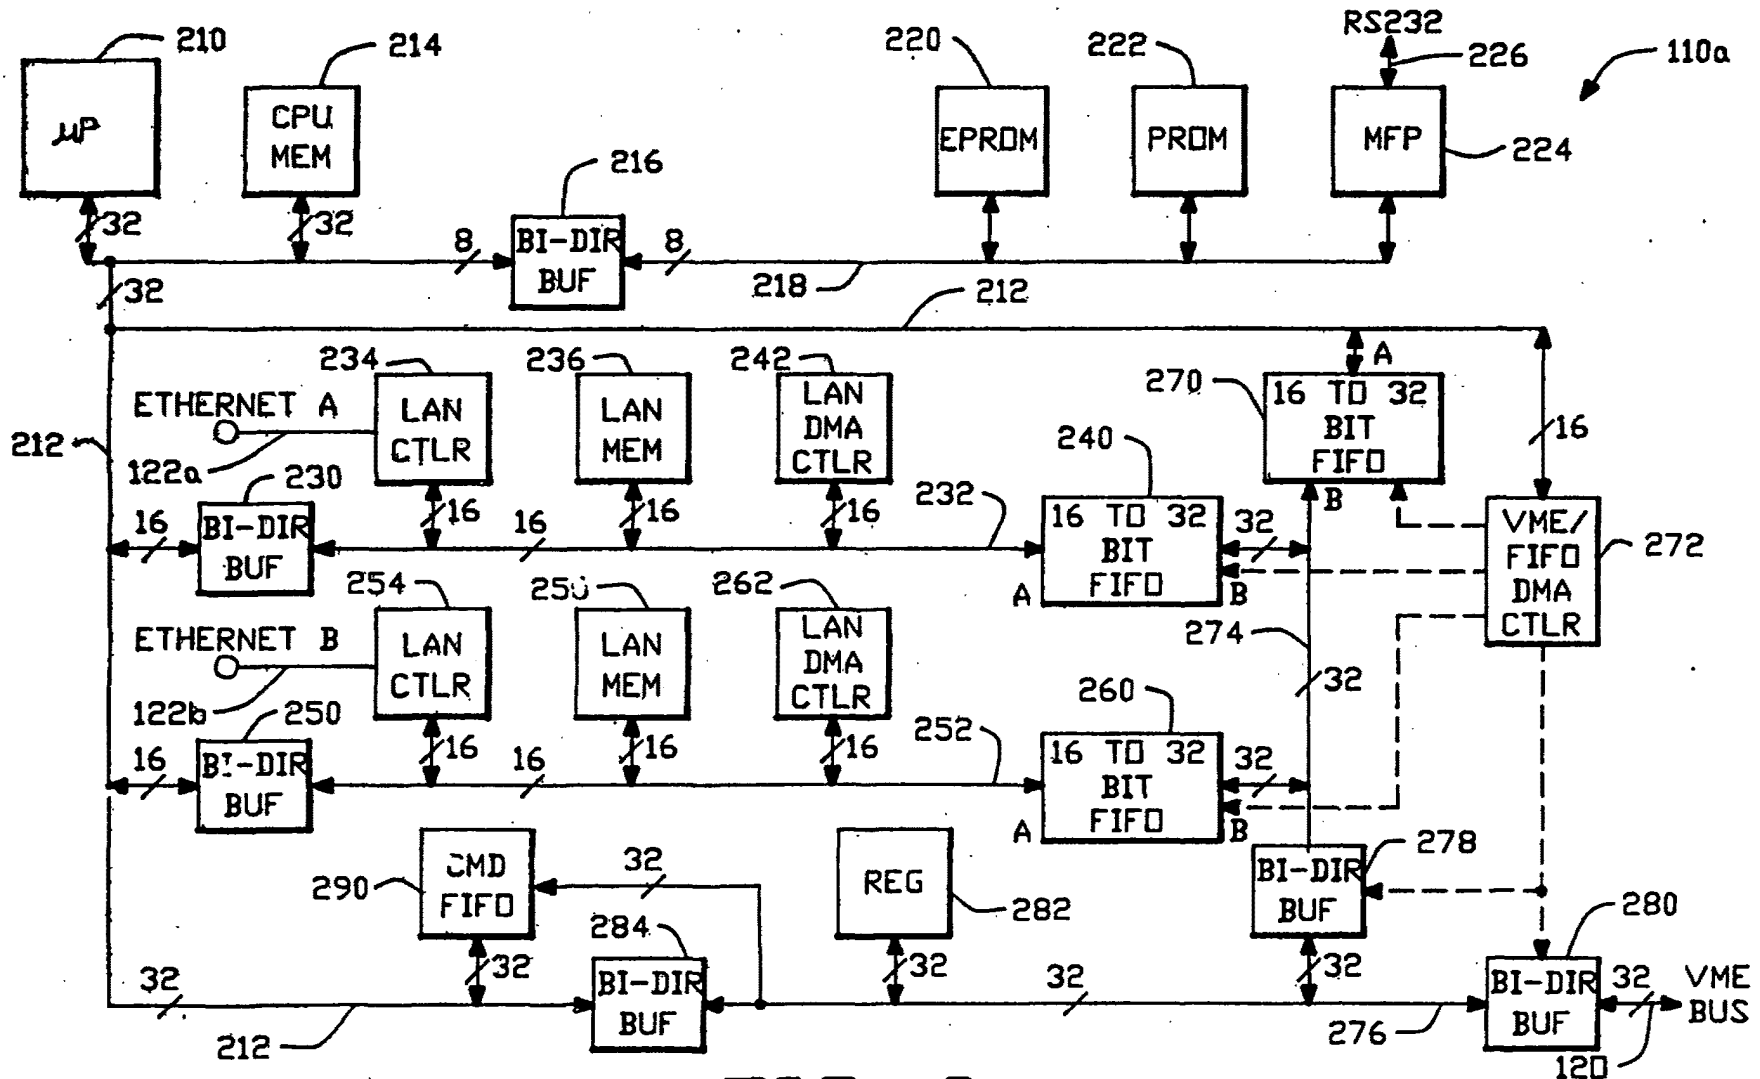 210
214
220
222
RS232
226
110a
μP
CPU
MEM
EPROM
PROM
MFP
224
216
32
32
BI-DIR
BUF
8
8
218
32
212
234
236
242
A
270
16 TO 32
BIT
FIFO
B
16
ETHERNET A
LAN
CTLR
LAN
MEM
LAN
DMA
CTLR
240
212
122a
230
16
16
16
232
16
BI-DIR
BUF
16
16 TO 32
BIT
FIFO
A
B
32
VME/
FIFO
DMA
CTLR
272
254
262
ETHERNET B
LAN
CTLR
LAN
MEM
LAN
DMA
CTLR
274
32
260
122b
250
16
16
16
252
16
BI-DIR
BUF
16
16 TO 32
BIT
FIFO
A
B
32
290
FIFO
32
REG
282
BI-DIR
BUF
278
284
280
32
32
BI-DIR
BUF
32
32
32
BI-DIR
BUF
32
VME
BUS
212
276
120